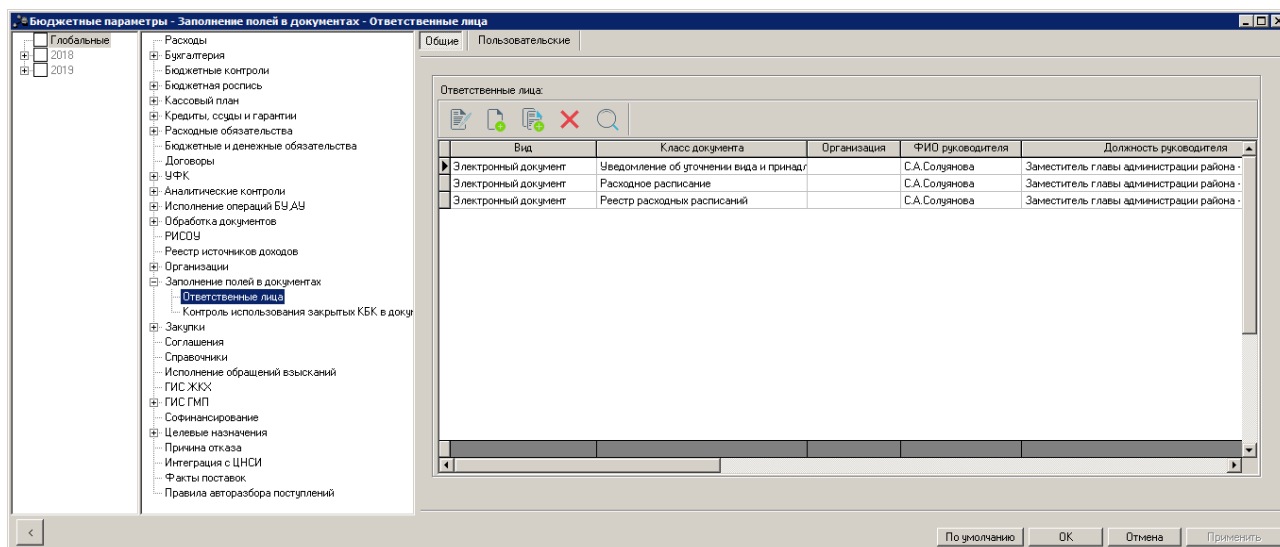 Бюджетные параметры - Заполнение полей в документах - Ответственные лица
Глобальные
2018
2019
Расходы
Бухгалтерия
Бюджетные контроли
Бюджетная роспись
Кассовый план
Кредиты, ссуды и гарантии
Расходные обязательства
Бюджетные и денежные обязательства
Договоры
УФК
Аналитические контроли
Исполнение операций БУ,АУ
Обработка документов
РИСОУ
Реестр источников доходов
Организации
Заполнение полей в документах
Ответственные лица
Контроль использования закрытых КБК в докум
Закупки
Соглашения
Справочники
Исполнение обращений взысканий
ГИС ЖКХ
ГИС ГМП
Софинансирование
Целевые назначения
Причина отказа
Интеграция с ЦНСИ
Факты поставок
Правила авторазбора поступлений
Общие Пользовательские
Ответственные лица:
Вид Класс документа Организация ФИО руководителя Должность руководителя
Электронный документ Уведомление об уточнении вида и принадл С.А.Солуянова Заместитель главы администрации района -
Электронный документ Расходное расписание С.А.Солуянова Заместитель главы администрации района -
Электронный документ Реестр расходных расписаний С.А.Солуянова Заместитель главы администрации района -
< По умолчанию OK Отмена Применить